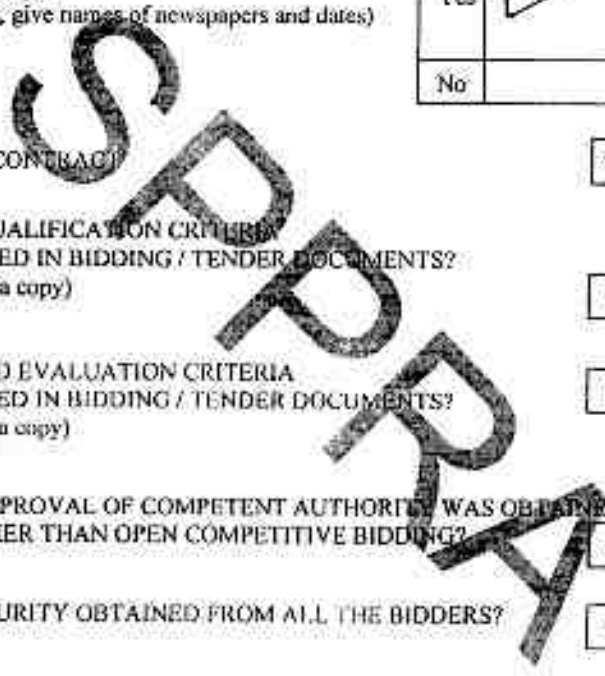 , give names of newspapers and dates)
No
CONTRACT
UALIFICATION CRITERIA
ED IN BIDDING / TENDER DOCUMENTS?
a copy)
D EVALUATION CRITERIA
ED IN BIDDING / TENDER DOCUMENTS?
a copy)
PROVAL OF COMPETENT AUTHORITY WAS OBTAINE
ER THAN OPEN COMPETITIVE BIDDING?
URITY OBTAINED FROM ALL THE BIDDERS?
SPPRA